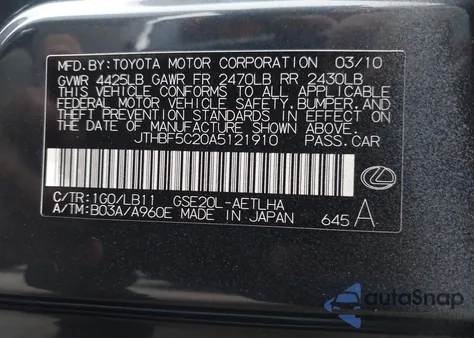 MFD.BY:TOYOTA MOTOR CORPORATION 03/10
GVWR 4425LB GAWR FR 2470LB RR 2430LB
THIS VEHICLE CONFORMS TO ALL APPLICABLE
FEDERAL MOTOR VEHICLE SAFETY,BUMPER,AND
THEFT PREVENTION STANDARDS IN EFFECT ON
THE DATE OF MANUFACTURE SHOWN ABOVE.
JTHBF5C20A5121910 PASS.CAR
C/TR:1G0/LB11 GSE20L-AETLHA
A/TM:B03A/A960E MADE IN JAPAN 645 A
autoSnap